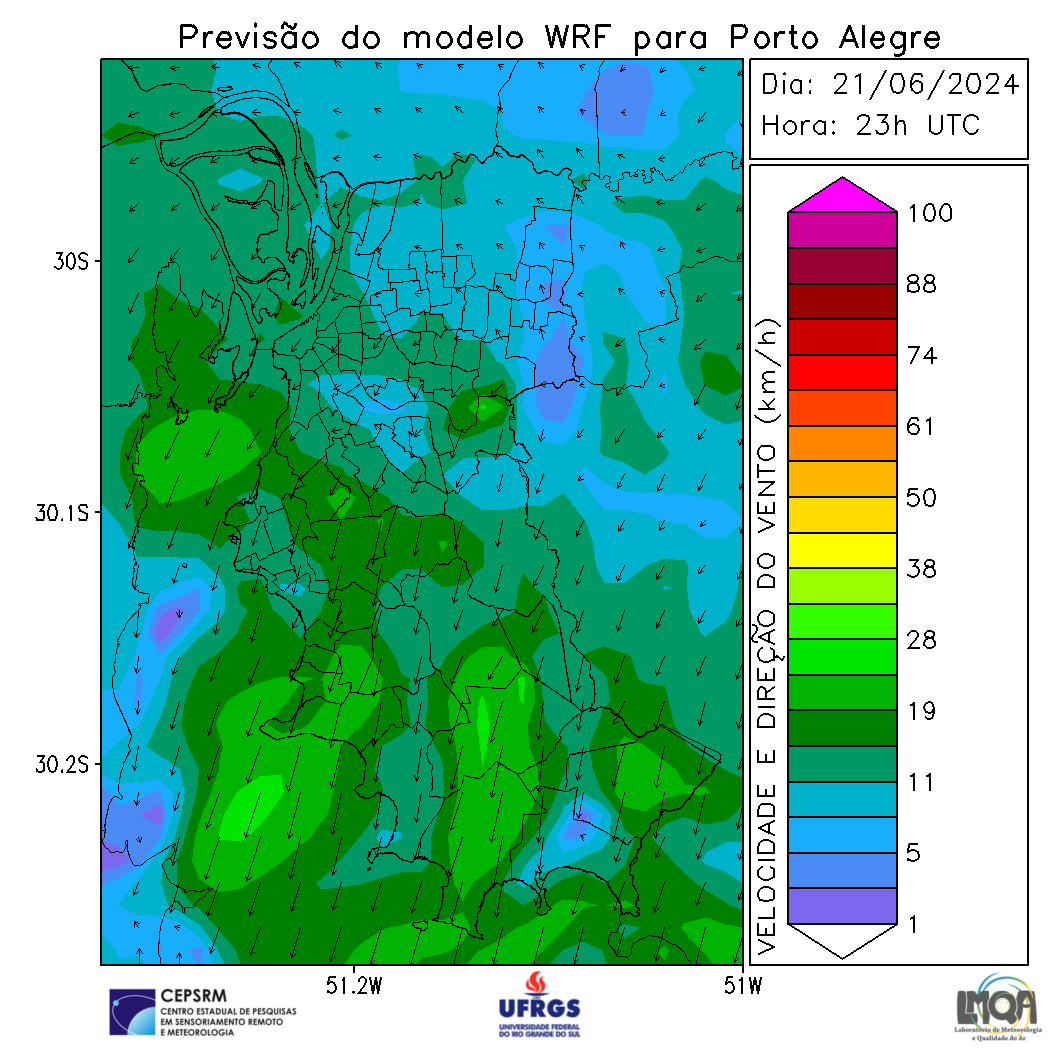 Previsão do modelo WRF para Porto Alegre
Dia: 21/06/2024
Hora: 23h UTC
30S
30.1S
30.2S
51.2W
51W
VELOCIDADE E DIREÇÃO DO VENTO (km/h)
100
88
74
61
50
38
28
19
11
5
1
CEPSRM
CENTRO ESTADUAL DE PESQUISAS
EM SENSORIAMENTO REMOTO
E METEOROLOGIA
UFRGS
UNIVERSIDADE FEDERAL
DO RIO GRANDE DO SUL
LMQA
Laboratório de Meteorologia
e Qualidade do Ar